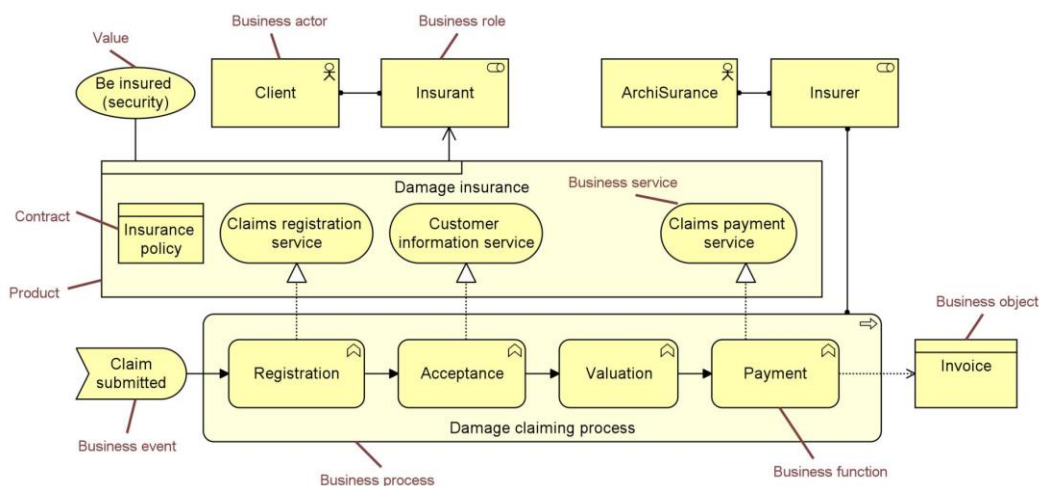 Business actor
Business role
Value
Be insured
(security)
Client
Insurant
ArchiSurance
Insurer
Damage insurance
Business service
Contract
Insurance
policy
Claims registration
service
Customer
information service
Claims payment
service
Product
Business object
Claim
submitted
Registration
Acceptance
Valuation
Payment
Invoice
Damage claiming process
Business event
Business process
Business function